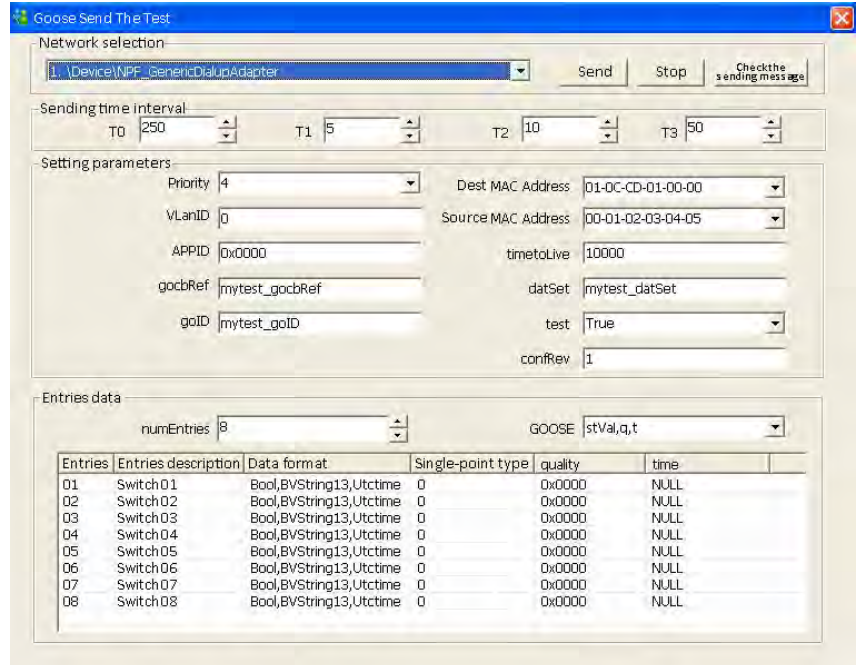 Goose Send The Test
Network selection
1. \Device\NPF_GenericDialupAdapter Send Stop Checkthe sending message
Sending time interval
T0 250 T1 5 T2 10 T3 50
Setting parameters
Priority 4 Dest MAC Address 01-0C-CD-01-00-00
VLanID 0 Source MAC Address 00-01-02-03-04-05
APPID 0x0000 timetoLive 10000
gocbRef mytest_gocbRef datSet mytest_datSet
goID mytest_goID test True
confRev 1
Entries data
numEntries 8 GOOSE stVal,q,t
Entries Entries description Data format Single-point type quality time
01 Switch01 Bool,BVString13,Utctime 0 0x0000 NULL
02 Switch02 Bool,BVString13,Utctime 0 0x0000 NULL
03 Switch03 Bool,BVString13,Utctime 0 0x0000 NULL
04 Switch04 Bool,BVString13,Utctime 0 0x0000 NULL
05 Switch05 Bool,BVString13,Utctime 0 0x0000 NULL
06 Switch06 Bool,BVString13,Utctime 0 0x0000 NULL
07 Switch07 Bool,BVString13,Utctime 0 0x0000 NULL
08 Switch08 Bool,BVString13,Utctime 0 0x0000 NULL